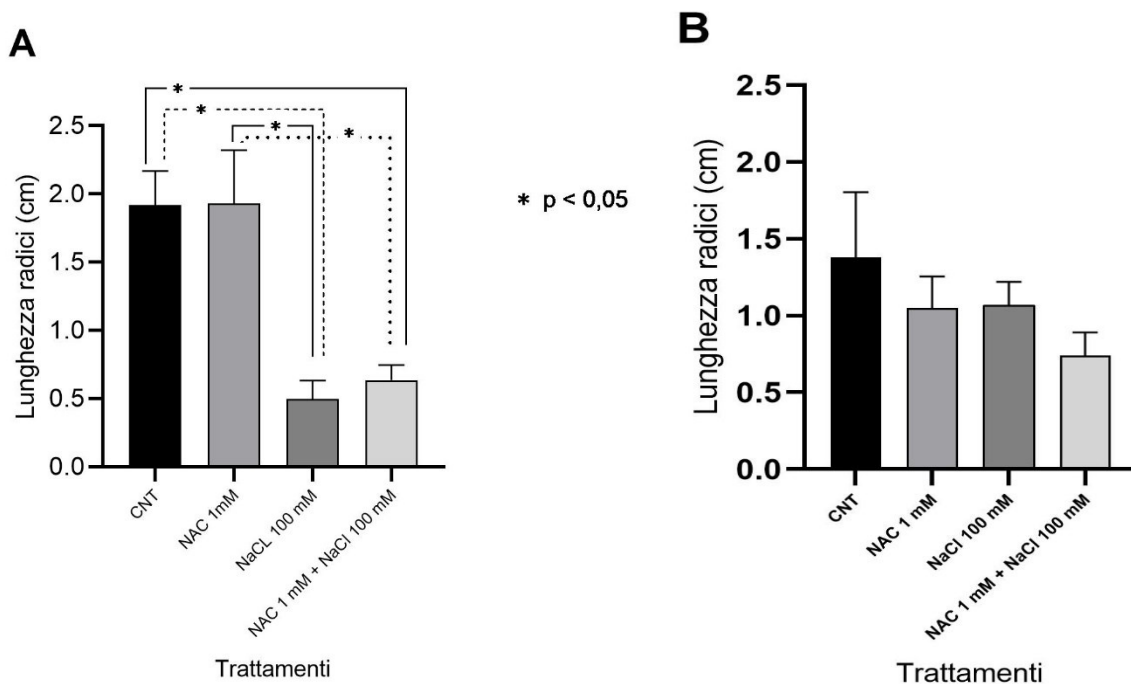 A
*
*
*
*
2.5
2.0
1.5
1.0
0.5
0.0
Lunghezza radici (cm)
CNT
NAC 1mM
NaCL 100 mM
NAC 1 mM + NaCl 100 mM
Trattamenti
* p < 0,05
B
2.5
2.0
1.5
1.0
0.5
0.0
Lunghezza radici (cm)
CNT
NAC 1 mM
NaCl 100 mM
NAC 1 mM + NaCl 100 mM
Trattamenti